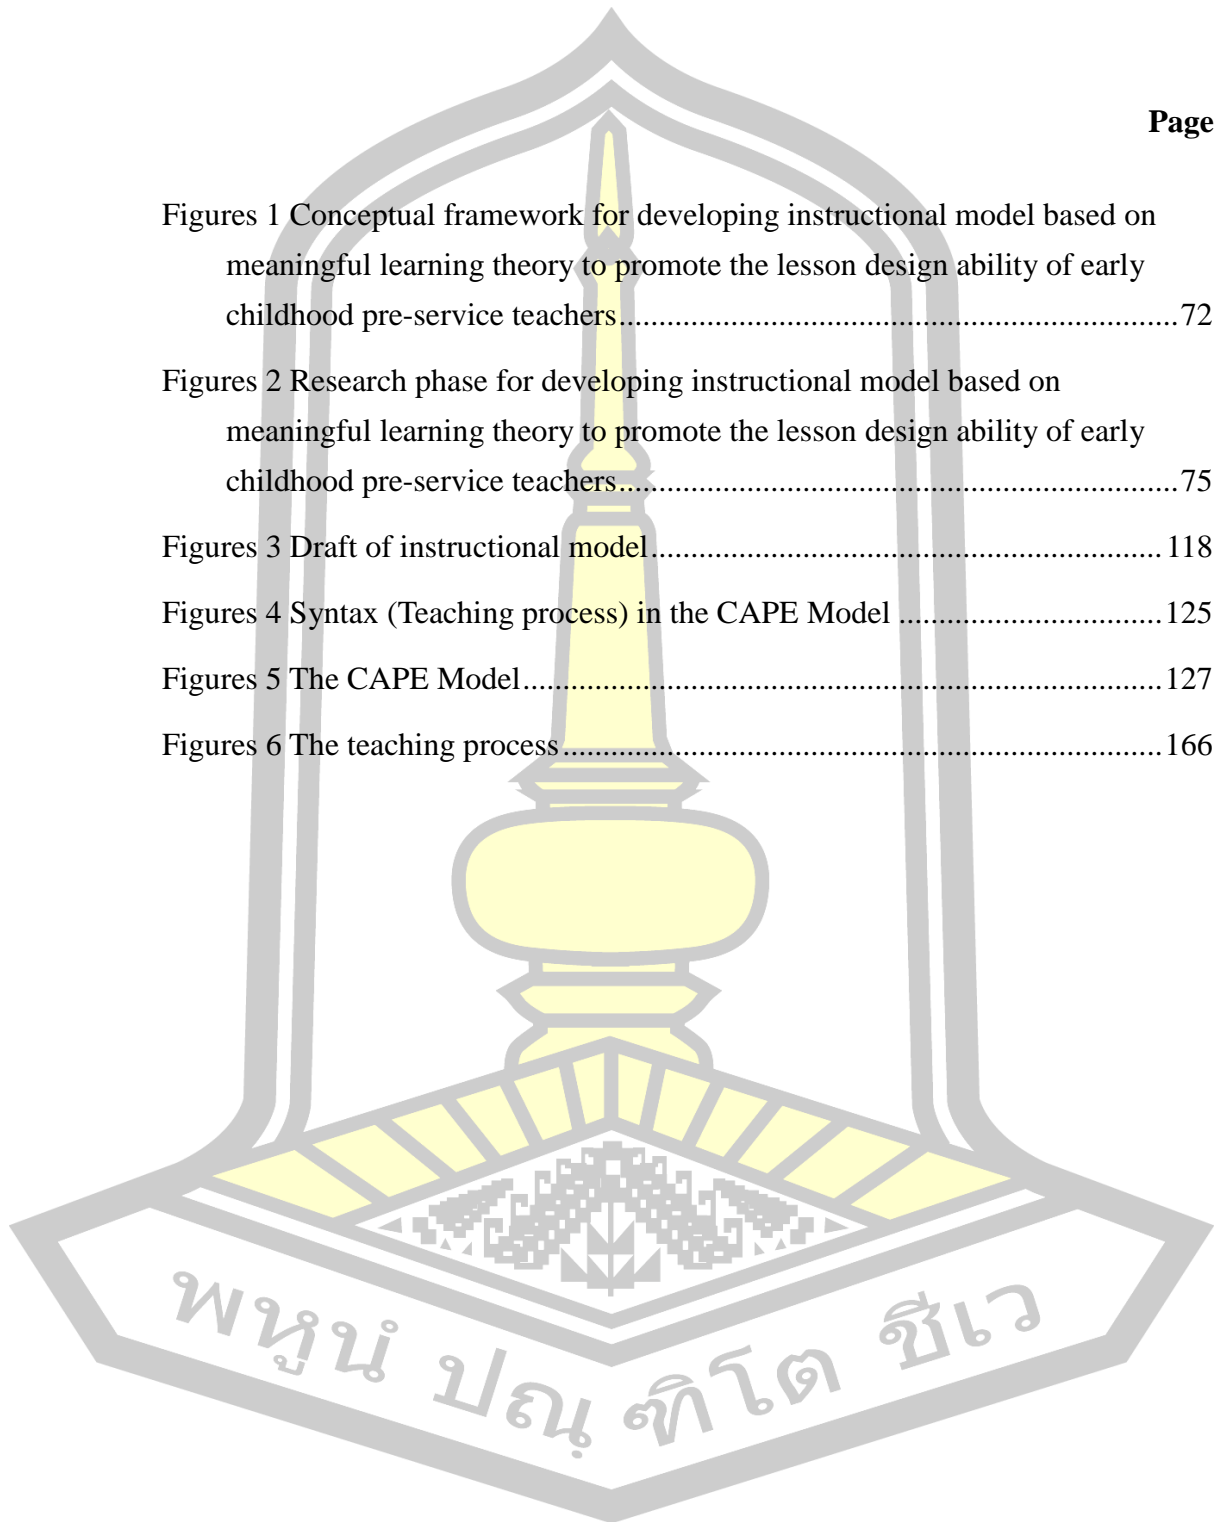 Page
Figures 1 Conceptual framework for developing instructional model based on
meaningful learning theory to promote the lesson design ability of early
childhood pre-service teachers............................................................................72
Figures 2 Research phase for developing instructional model based on
meaningful learning theory to promote the lesson design ability of early
childhood pre-service teachers............................................................................75
Figures 3 Draft of instructional model......................................................................118
Figures 4 Syntax (Teaching process) in the CAPE Model ....................................125
Figures 5 The CAPE Model.......................................................................................127
Figures 6 The teaching process..................................................................................166
พหูนํ ปณฺ ฑิโต ชีเว